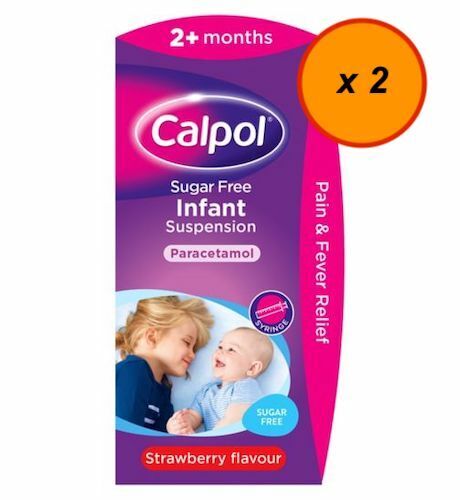 2+ months
x 2
Calpol®
Sugar Free
Infant
Suspension
Paracetamol
Pain & Fever Relief
SYRINGE
SUGAR
FREE
Strawberry flavour